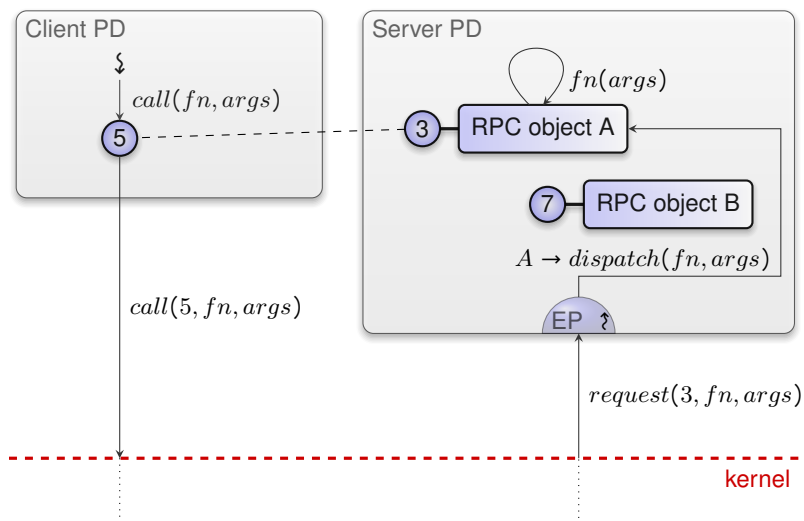 Client PD
Server PD
call(fn, args)
fn(args)
5
3
RPC object A
7
RPC object B
A → dispatch(fn, args)
call(5, fn, args)
EP
request(3, fn, args)
kernel